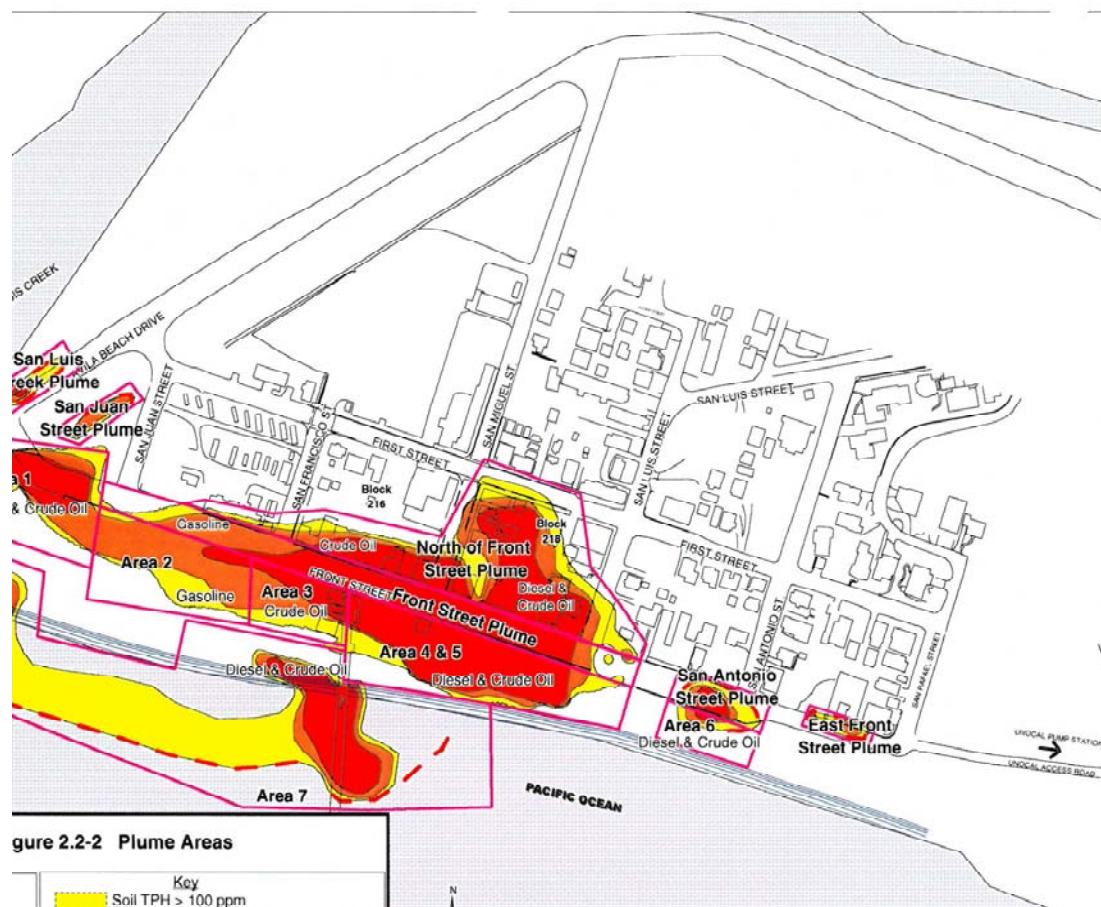 IS CREEK
AVILA BEACH DRIVE
San Luis
reek Plume
San Juan
Street Plume
SAN JUAN STREET
SAN FRANCISCO ST
FIRST STREET
SAN MIGUEL ST
SAN LUIS STREET
SAN LUIS STREET
Block
216
a 1
& Crude Oil
Gasoline
Crude Oil
North of Front
Street Plume
Block
218
FIRST STREET
Area 2
Gasoline
Area 3
Crude Oil
FRONT STREET
Front Street Plume
Diesel &
Crude Oil
SAN ANTONIO ST
SAN RAFAEL STREET
Area 4 & 5
Diesel & Crude Oil
Diesel & Crude Oil
San Antonio
Street Plume
Area 6
Diesel & Crude Oil
East Front
Street Plume
UNOCAL PUMP STATION
UNOCAL ACCESS ROAD
Area 7
PACIFIC OCEAN
gure 2.2-2 Plume Areas
Key
Soil TPH > 100 ppm
N